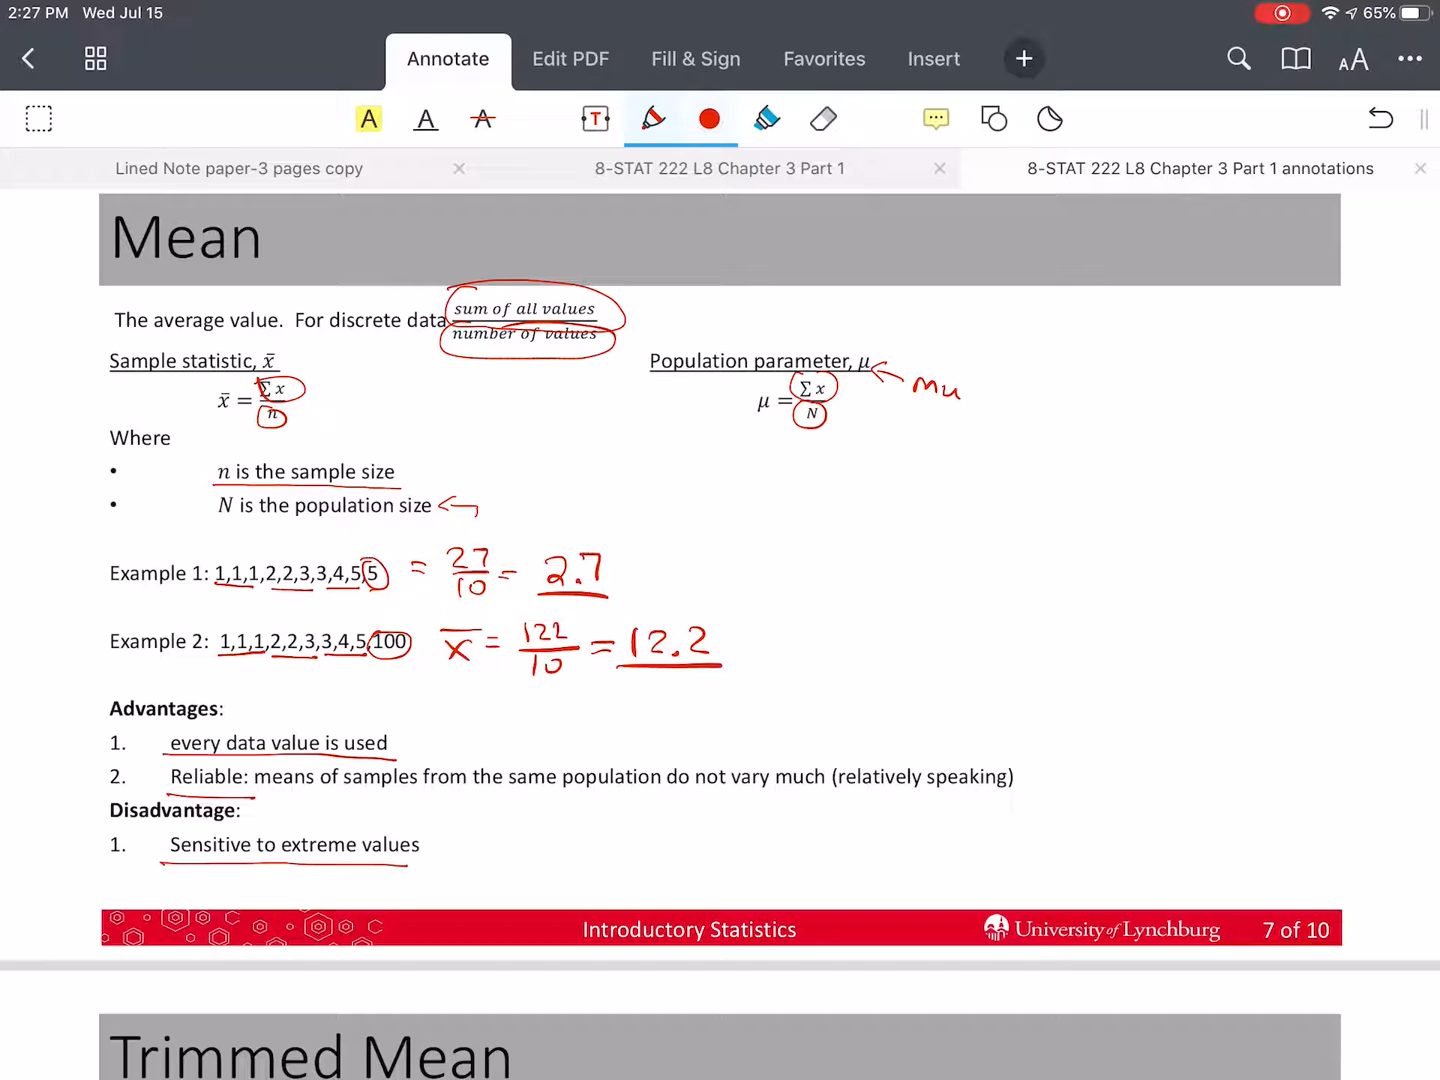 2:27 PM Wed Jul 15 65%
Annotate Edit PDF Fill & Sign Favorites Insert + AA
A A A T
Lined Note paper-3 pages copy × 8-STAT 222 L8 Chapter 3 Part 1 × 8-STAT 222 L8 Chapter 3 Part 1 annotations ×
Mean
The average value. For discrete data sum of all values / number of values
Sample statistic, x̄ Population parameter, μ mu
x̄ = Σx / n μ = Σx / N
Where
• n is the sample size
• N is the population size
Example 1: 1,1,1,2,2,3,3,4,5,5 = 27/10 = 2.7
Example 2: 1,1,1,2,2,3,3,4,5,100 x̄ = 122/10 = 12.2
Advantages:
1. every data value is used
2. Reliable: means of samples from the same population do not vary much (relatively speaking)
Disadvantage:
1. Sensitive to extreme values
Introductory Statistics University of Lynchburg 7 of 10
Trimmed Mean